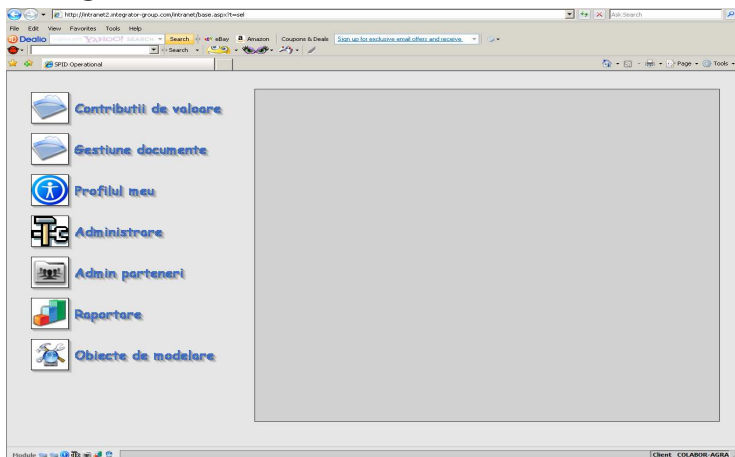 http://intranet2.integrator-group.com/intranet/base.aspx?t=sel
Ask Search
File Edit View Favorites Tools Help
Dealio YAHOO! SEARCH Search eBay Amazon Coupons & Deals Sign up for exclusive email offers and receive
Search
SPID Operational
Page Tools
Contributii de valoare
Gestiune documente
Profilul meu
Administrare
Admin parteneri
Raportare
Obiecte de modelare
Module
Client COLABOR-AGRA